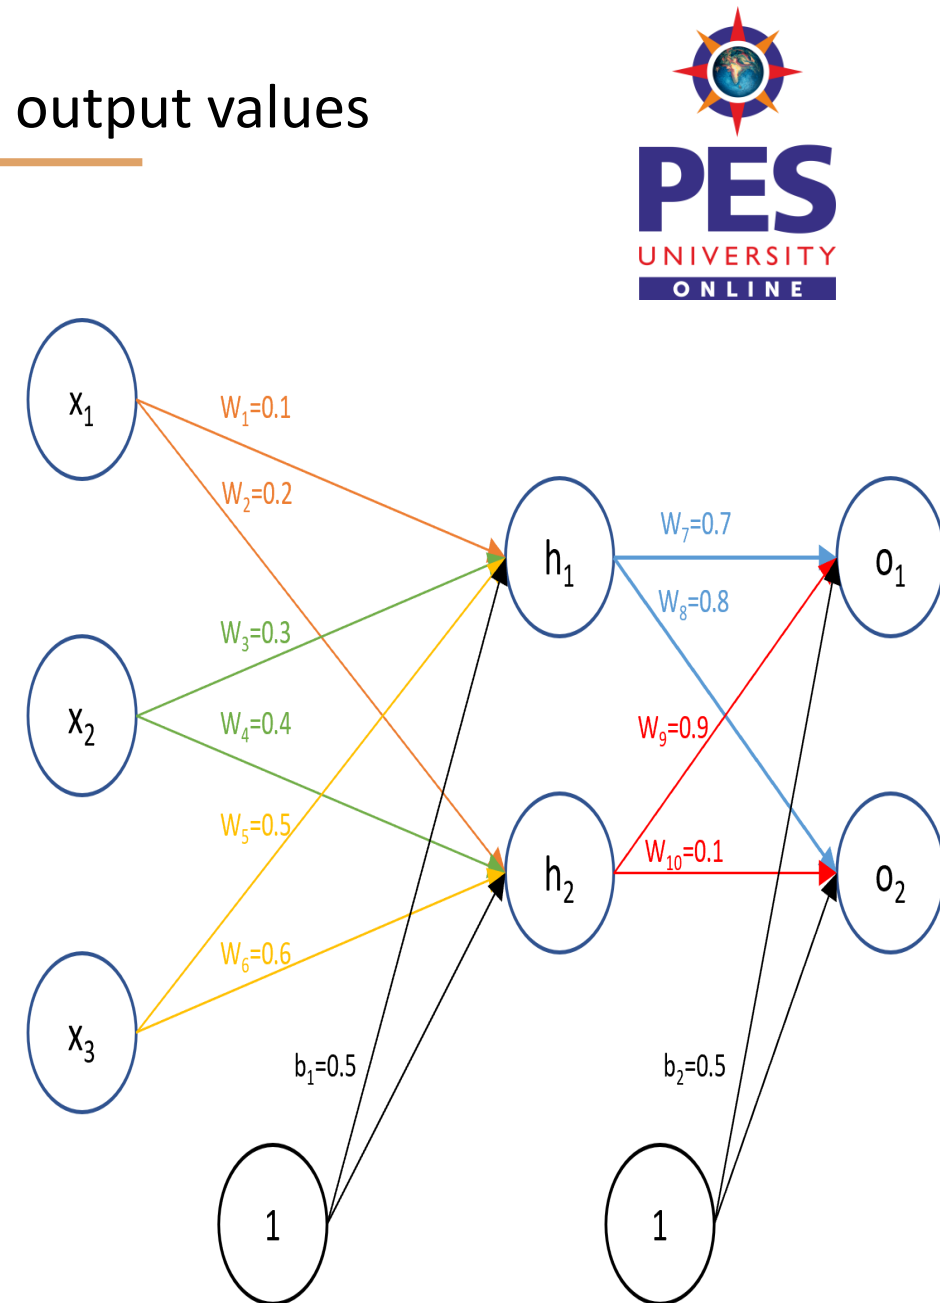 output values
PES
UNIVERSITY
ONLINE
x₁
W₁=0.1
W₂=0.2
W₇=0.7
h₁
o₁
W₈=0.8
W₃=0.3
x₂
W₄=0.4
W₉=0.9
W₅=0.5
W₁₀=0.1
h₂
o₂
W₆=0.6
x₃
b₁=0.5
b₂=0.5
1
1